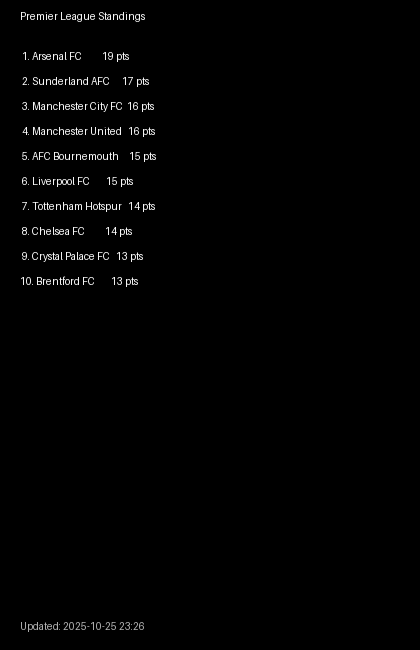 Premier League Standings
1. Arsenal FC 19 pts
2. Sunderland AFC 17 pts
3. Manchester City FC 16 pts
4. Manchester United 16 pts
5. AFC Bournemouth 15 pts
6. Liverpool FC 15 pts
7. Tottenham Hotspur 14 pts
8. Chelsea FC 14 pts
9. Crystal Palace FC 13 pts
10. Brentford FC 13 pts
Updated: 2025-10-25 23:26